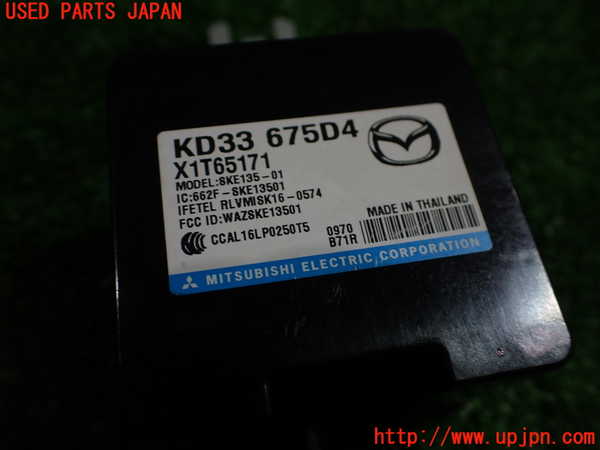 USED PARTS JAPAN
KD33 675D4
X1T65171
MODEL:SKE135-01
IC:662F-SKE13501
IFETEL RLVMISK16-0574
FCC ID:WAZSKE13501
MADE IN THAILAND
CCAL16LP0250T5
0970
B71R
MITSUBISHI ELECTRIC CORPORATION
http://www.upjpn.com/